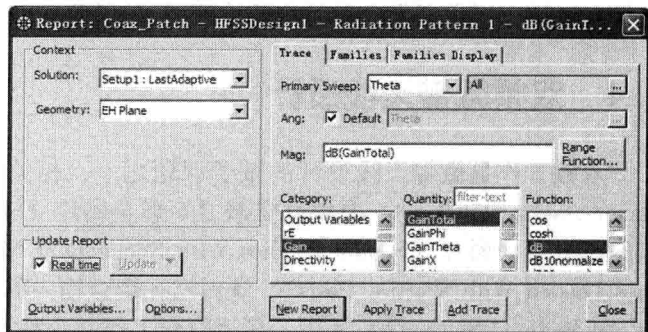 Report: Coax_Patch - HFSSDesign1 - Radiation Pattern 1 - dB(GainT...
Context
Solution: Setup1 : LastAdaptive
Geometry: EH Plane
Update Report
Real time Update
Output Variables... Options...
Trace Families Families Display
Primary Sweep: Theta All ...
Ang: Default Theta ...
Mag: dB(GainTotal) Range Function...
Category: Quantity: filter-text Function:
Output Variables GainTotal cos
rE GainPhi cosh
Gain GainTheta dB
Directivity GainX dB10normalize
New Report Apply Trace Add Trace Close